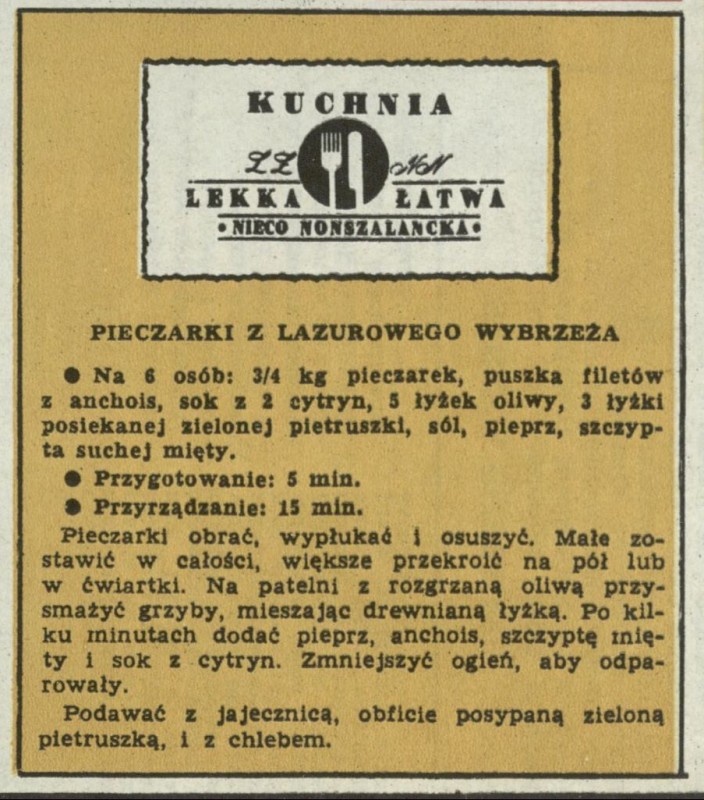 KUCHNIA
LEKKA ŁATWA
• NIECO NONSZALANCKA •
PIECZARKI Z LAZUROWEGO WYBRZEŻA
● Na 6 osób: 3/4 kg pieczarek, puszka filetów
z anchois, sok z 2 cytryn, 5 łyżek oliwy, 3 łyżki
posiekanej zielonej pietruszki, sól, pieprz, szczyp-
ta suchej mięty.
● Przygotowanie: 5 min.
● Przyrządzanie: 15 min.
Pieczarki obrać, wypłukać i osuszyć. Małe zo-
stawić w całości, większe przekroić na pół lub
w ćwiartki. Na patelni z rozgrzaną oliwą przy-
smażyć grzyby, mieszając drewnianą łyżką. Po kil-
ku minutach dodać pieprz, anchois, szczyptę mię-
ty i sok z cytryn. Zmniejszyć ogień, aby odpa-
rowały.
Podawać z jajecznicą, obficie posypaną zieloną
pietruszką, i z chlebem.